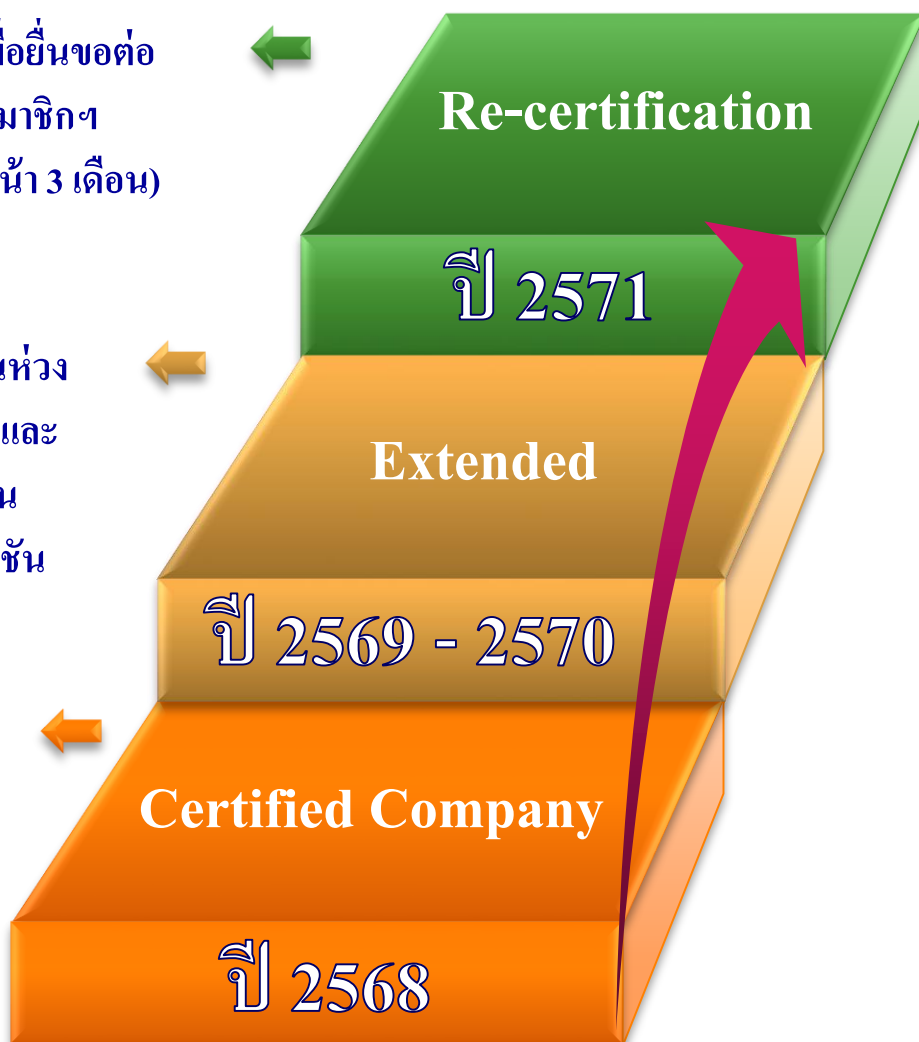 ื่อยื่นขอต่อ
มาชิกฯ
น้า 3 เดือน)
Re-certification
ปี 2571
นห่วง
และ
น
ชัน
Extended
ปี 2569 - 2570
Certified Company
ปี 2568